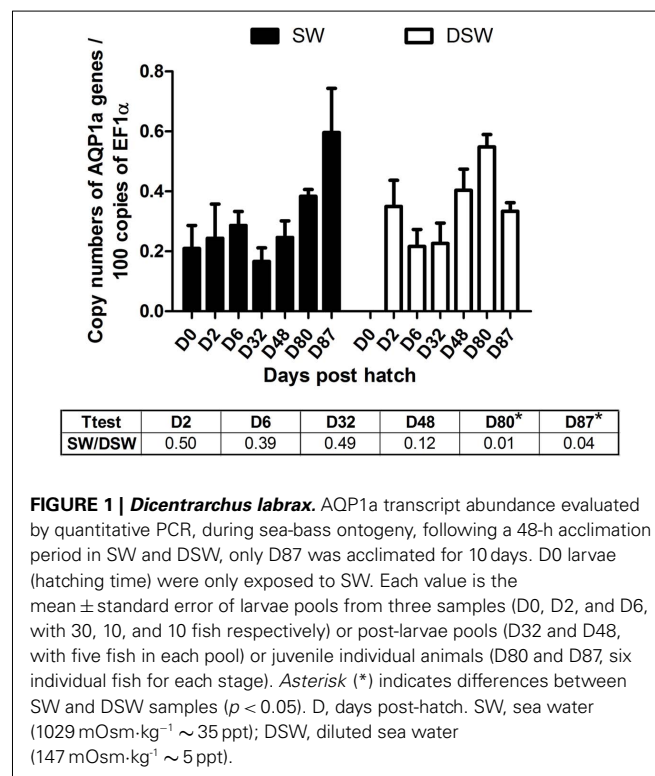 SW DSW
0.8
0.6
0.4
0.2
0.0
Copy numbers of AQP1a genes /
100 copies of EF1α
D0 D2 D6 D32 D48 D80 D87 D0 D2 D6 D32 D48 D80 D87
Days post hatch
Ttest D2 D6 D32 D48 D80* D87*
SW/DSW 0.50 0.39 0.49 0.12 0.01 0.04
FIGURE 1 | Dicentrarchus labrax. AQP1a transcript abundance evaluated
by quantitative PCR, during sea-bass ontogeny, following a 48-h acclimation
period in SW and DSW, only D87 was acclimated for 10 days. D0 larvae
(hatching time) were only exposed to SW. Each value is the
mean ± standard error of larvae pools from three samples (D0, D2, and D6,
with 30, 10, and 10 fish respectively) or post-larvae pools (D32 and D48,
with five fish in each pool) or juvenile individual animals (D80 and D87, six
individual fish for each stage). Asterisk (*) indicates differences between
SW and DSW samples (p < 0.05). D, days post-hatch. SW, sea water
(1029 mOsm·kg⁻¹ ∼ 35 ppt); DSW, diluted sea water
(147 mOsm·kg⁻¹ ∼ 5 ppt).